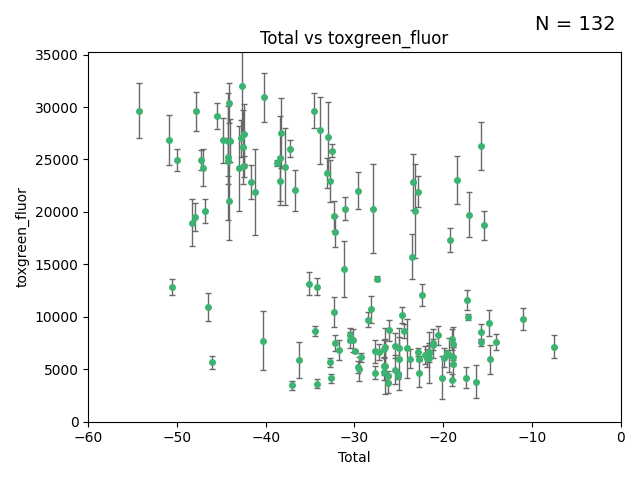 N = 132
Total vs toxgreen_fluor
35000
30000
25000
20000
15000
10000
5000
0
toxgreen_fluor
−60 −50 −40 −30 −20 −10 0
Total